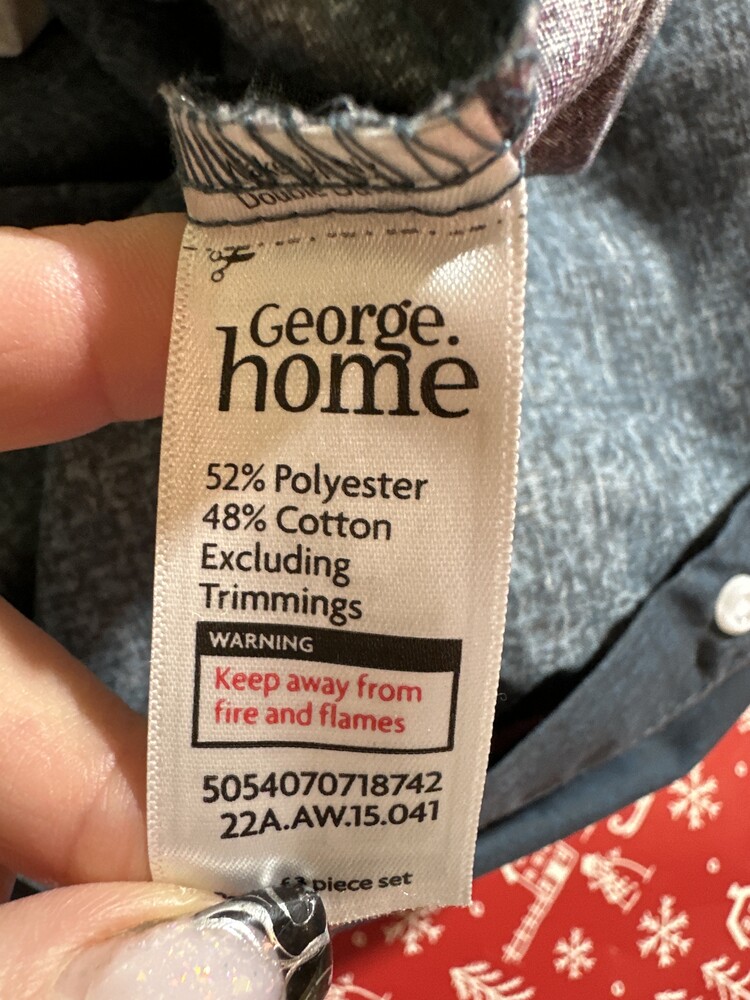 Double
George.
home
52% Polyester
48% Cotton
Excluding
Trimmings
WARNING
Keep away from
fire and flames
5054070718742
22A.AW.15.041
piece set